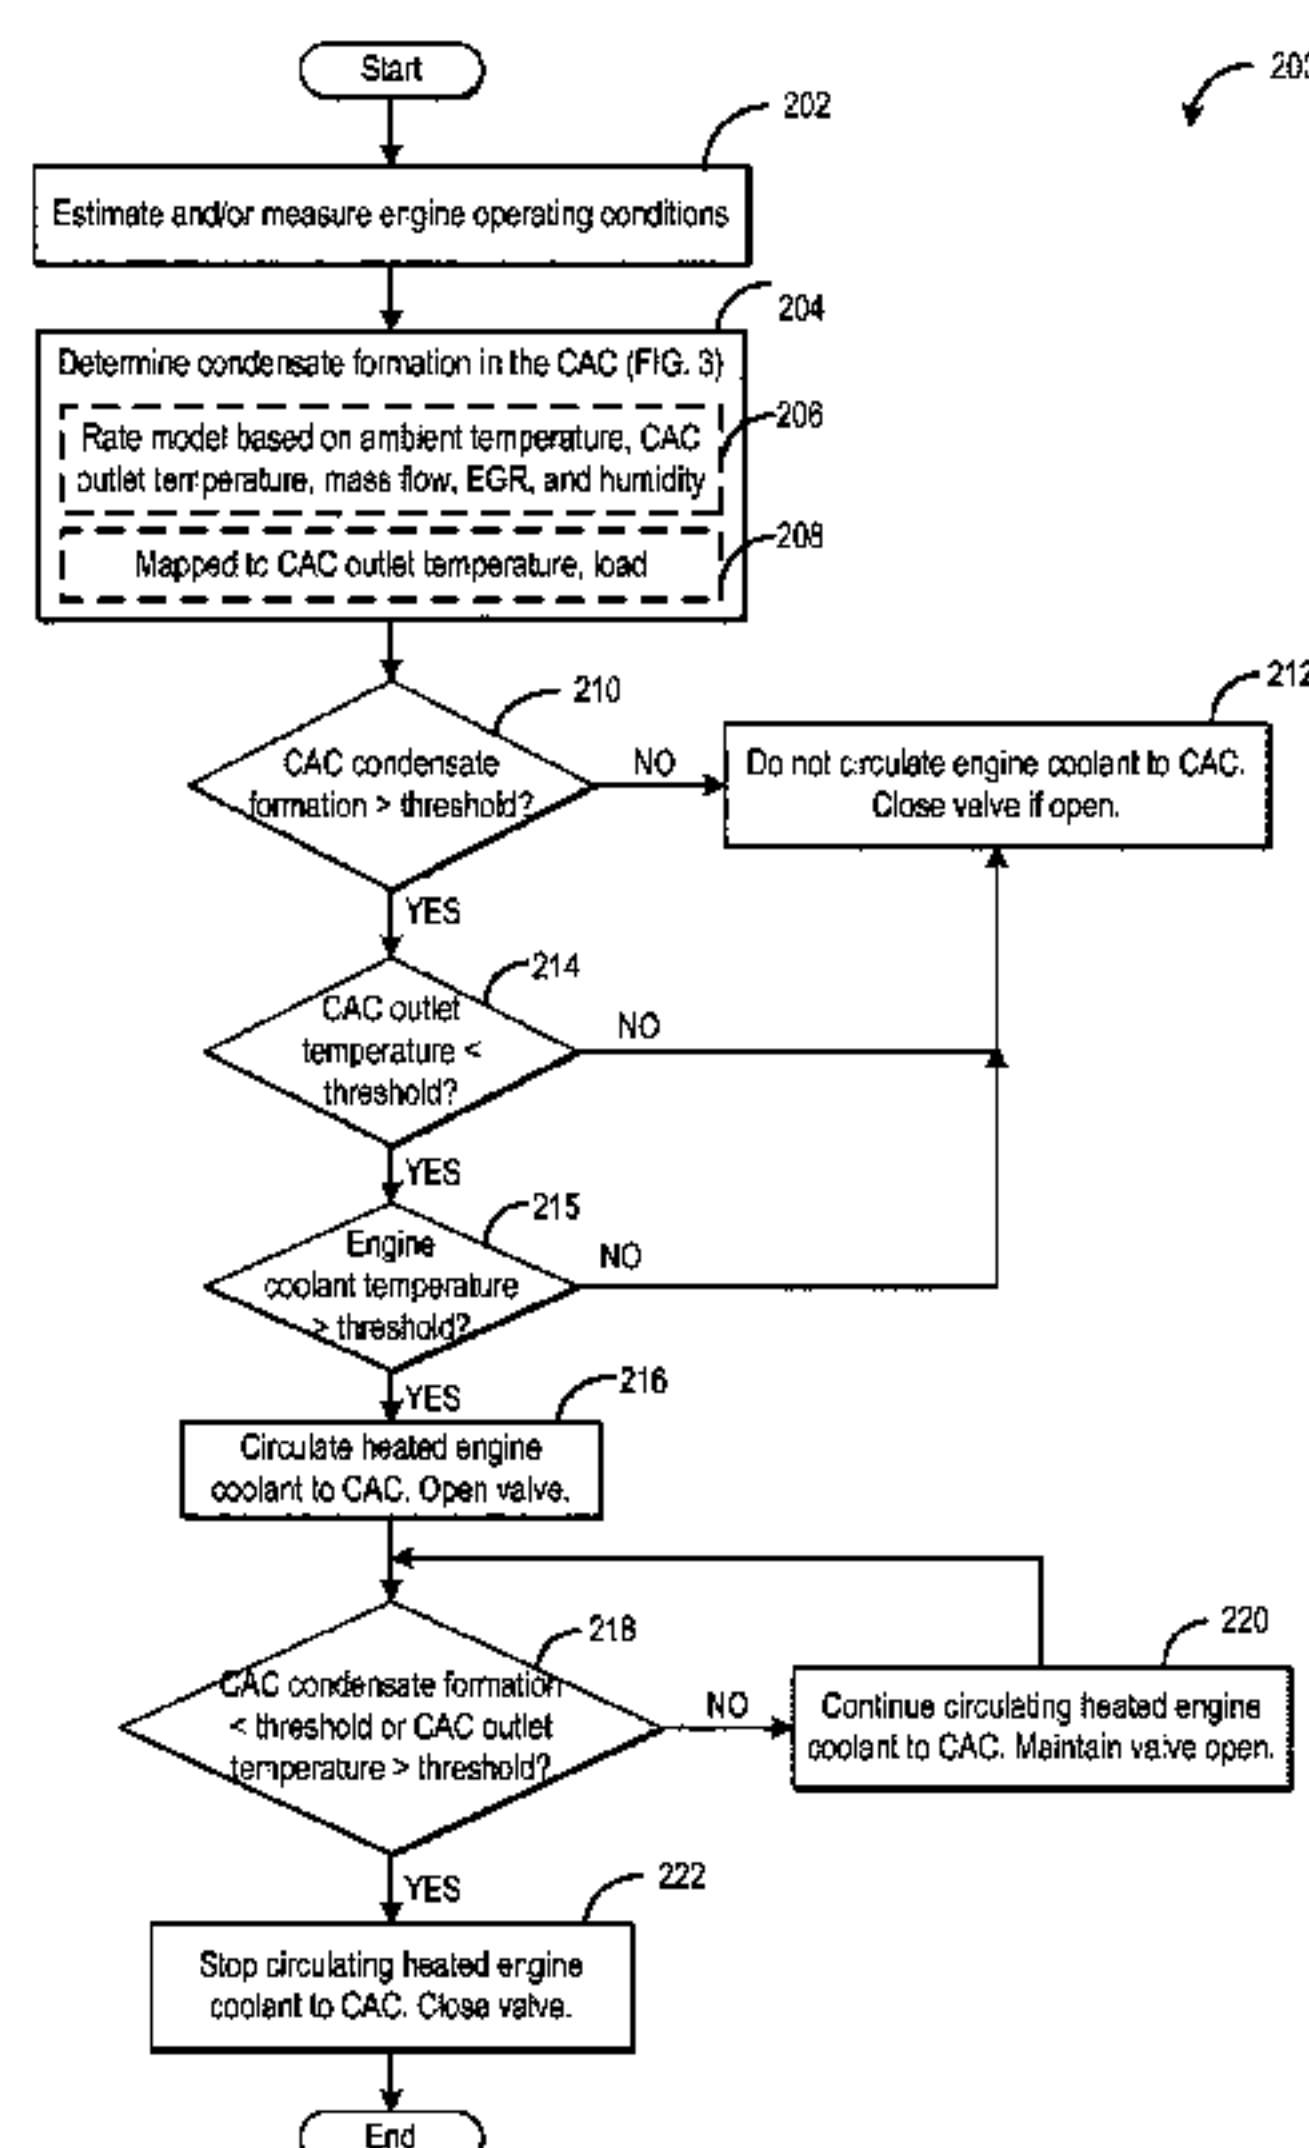 Start
202
Estimate and/or measure engine operating conditions
204
Determine condensate formation in the CAC (FIG. 3)
206
Rate model based on ambient temperature, CAC
outlet temperature, mass flow, EGR, and humidity
208
Mapped to CAC outlet temperature, load
210
CAC condensate
formation > threshold?
NO
212
Do not circulate engine coolant to CAC.
Close valve if open.
YES
214
CAC outlet
temperature <
threshold?
NO
YES
215
Engine
coolant temperature
> threshold?
NO
YES
216
Circulate heated engine
coolant to CAC. Open valve.
218
CAC condensate formation
< threshold or CAC outlet
temperature > threshold?
NO
220
Continue circulating heated engine
coolant to CAC. Maintain valve open.
YES
222
Stop circulating heated engine
coolant to CAC. Close valve.
End